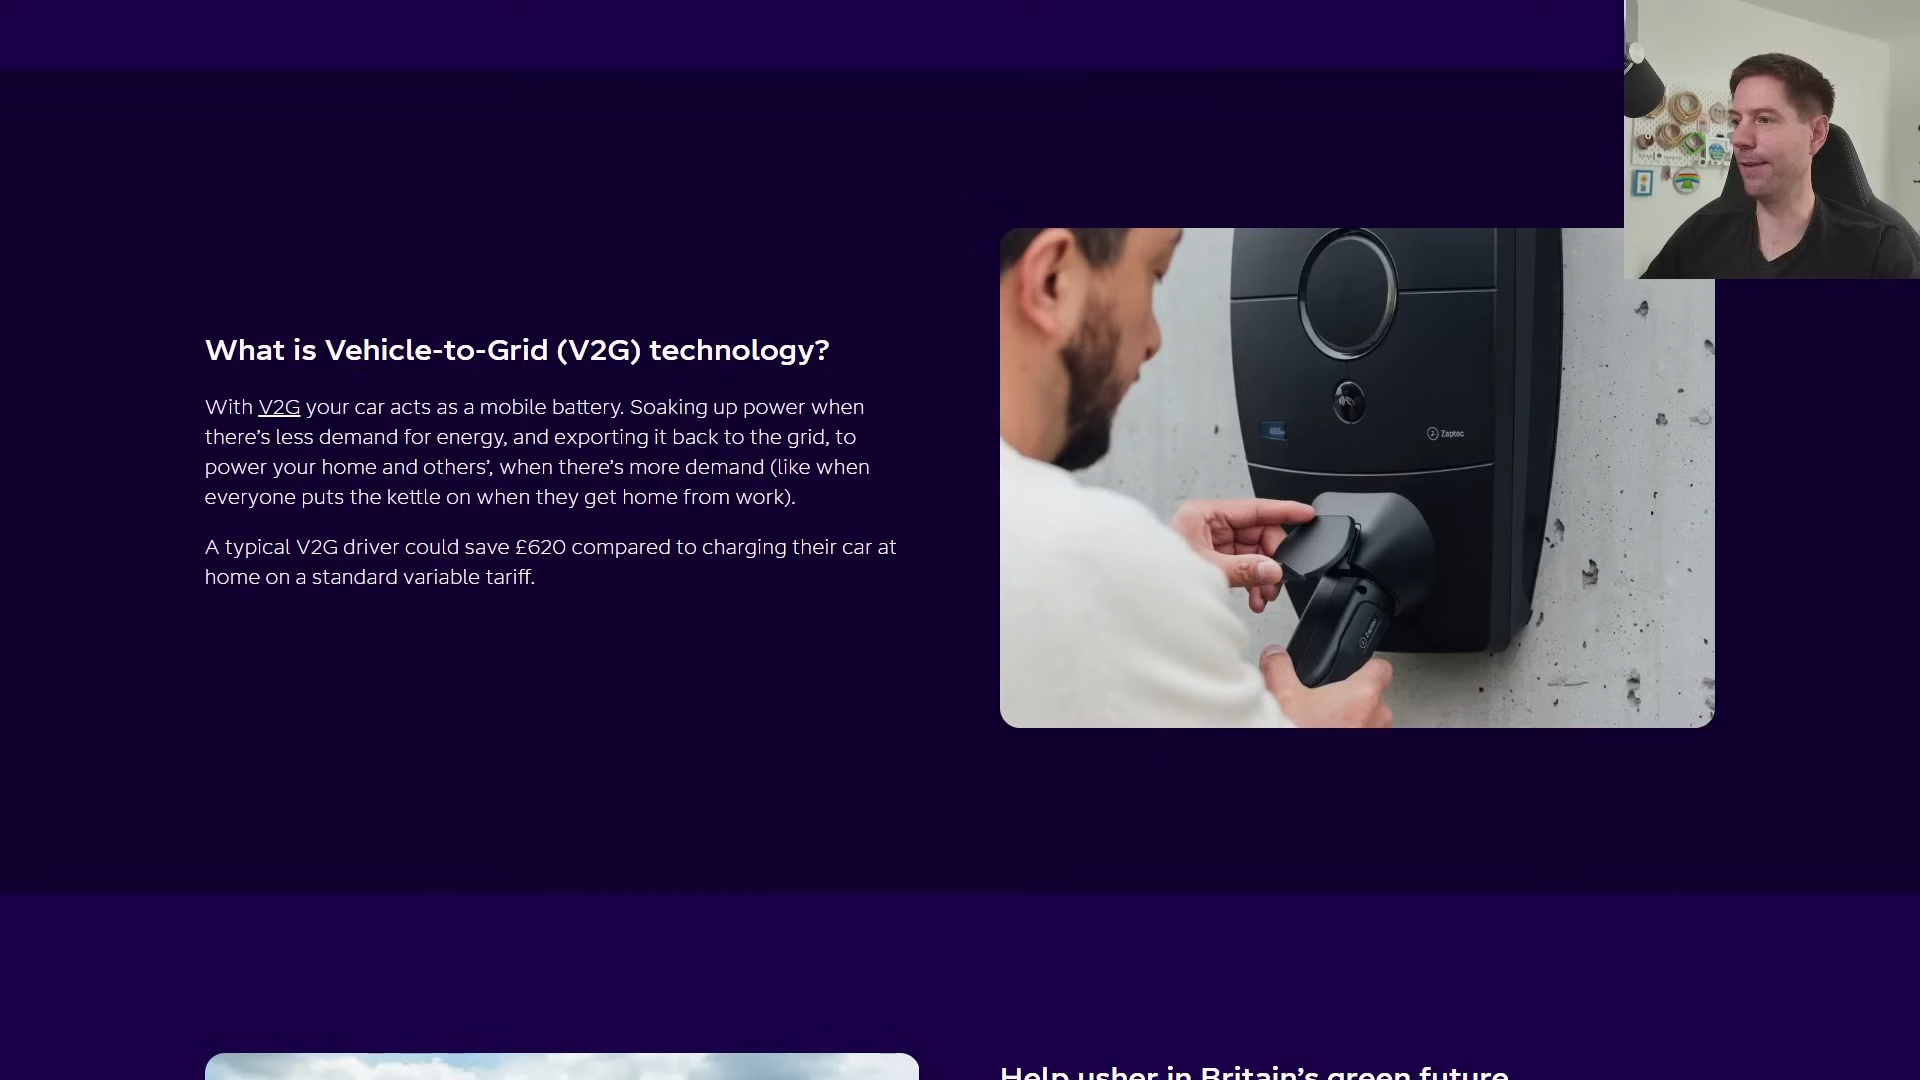 What is Vehicle-to-Grid (V2G) technology?
With V2G your car acts as a mobile battery. Soaking up power when
there's less demand for energy, and exporting it back to the grid, to
power your home and others', when there's more demand (like when
everyone puts the kettle on when they get home from work).
A typical V2G driver could save £620 compared to charging their car at
home on a standard variable tariff.
Zaptec
Zaptec
Help usher in Britain's green future